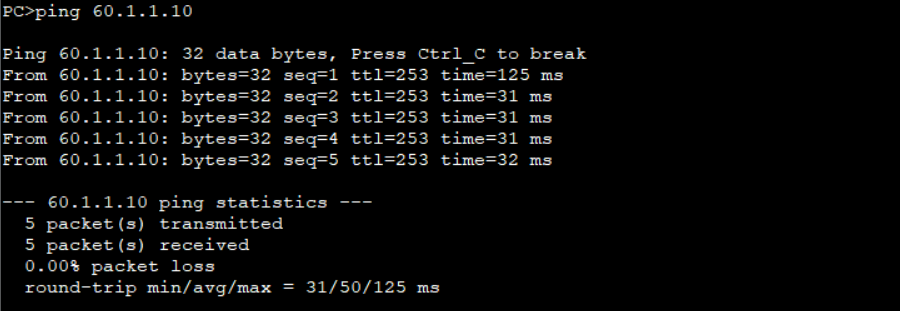 PC>ping 60.1.1.10
Ping 60.1.1.10: 32 data bytes, Press Ctrl_C to break
From 60.1.1.10: bytes=32 seq=1 ttl=253 time=125 ms
From 60.1.1.10: bytes=32 seq=2 ttl=253 time=31 ms
From 60.1.1.10: bytes=32 seq=3 ttl=253 time=31 ms
From 60.1.1.10: bytes=32 seq=4 ttl=253 time=31 ms
From 60.1.1.10: bytes=32 seq=5 ttl=253 time=32 ms
--- 60.1.1.10 ping statistics ---
5 packet(s) transmitted
5 packet(s) received
0.00% packet loss
round-trip min/avg/max = 31/50/125 ms